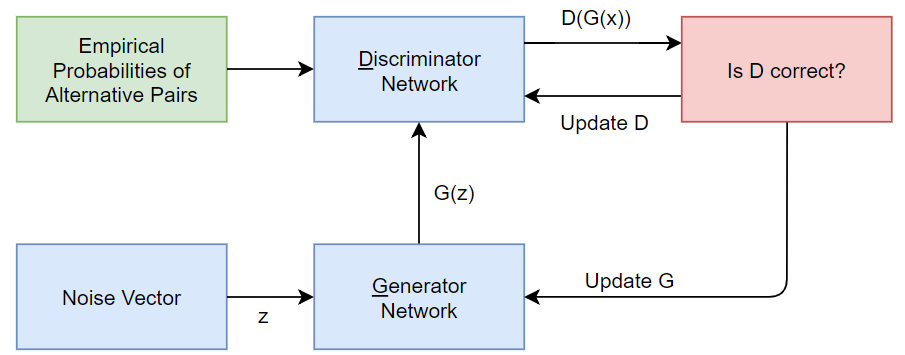 Empirical
Probabilities of
Alternative Pairs
Discriminator
Network
D(G(x))
Is D correct?
Update D
G(z)
Noise Vector
z
Generator
Network
Update G